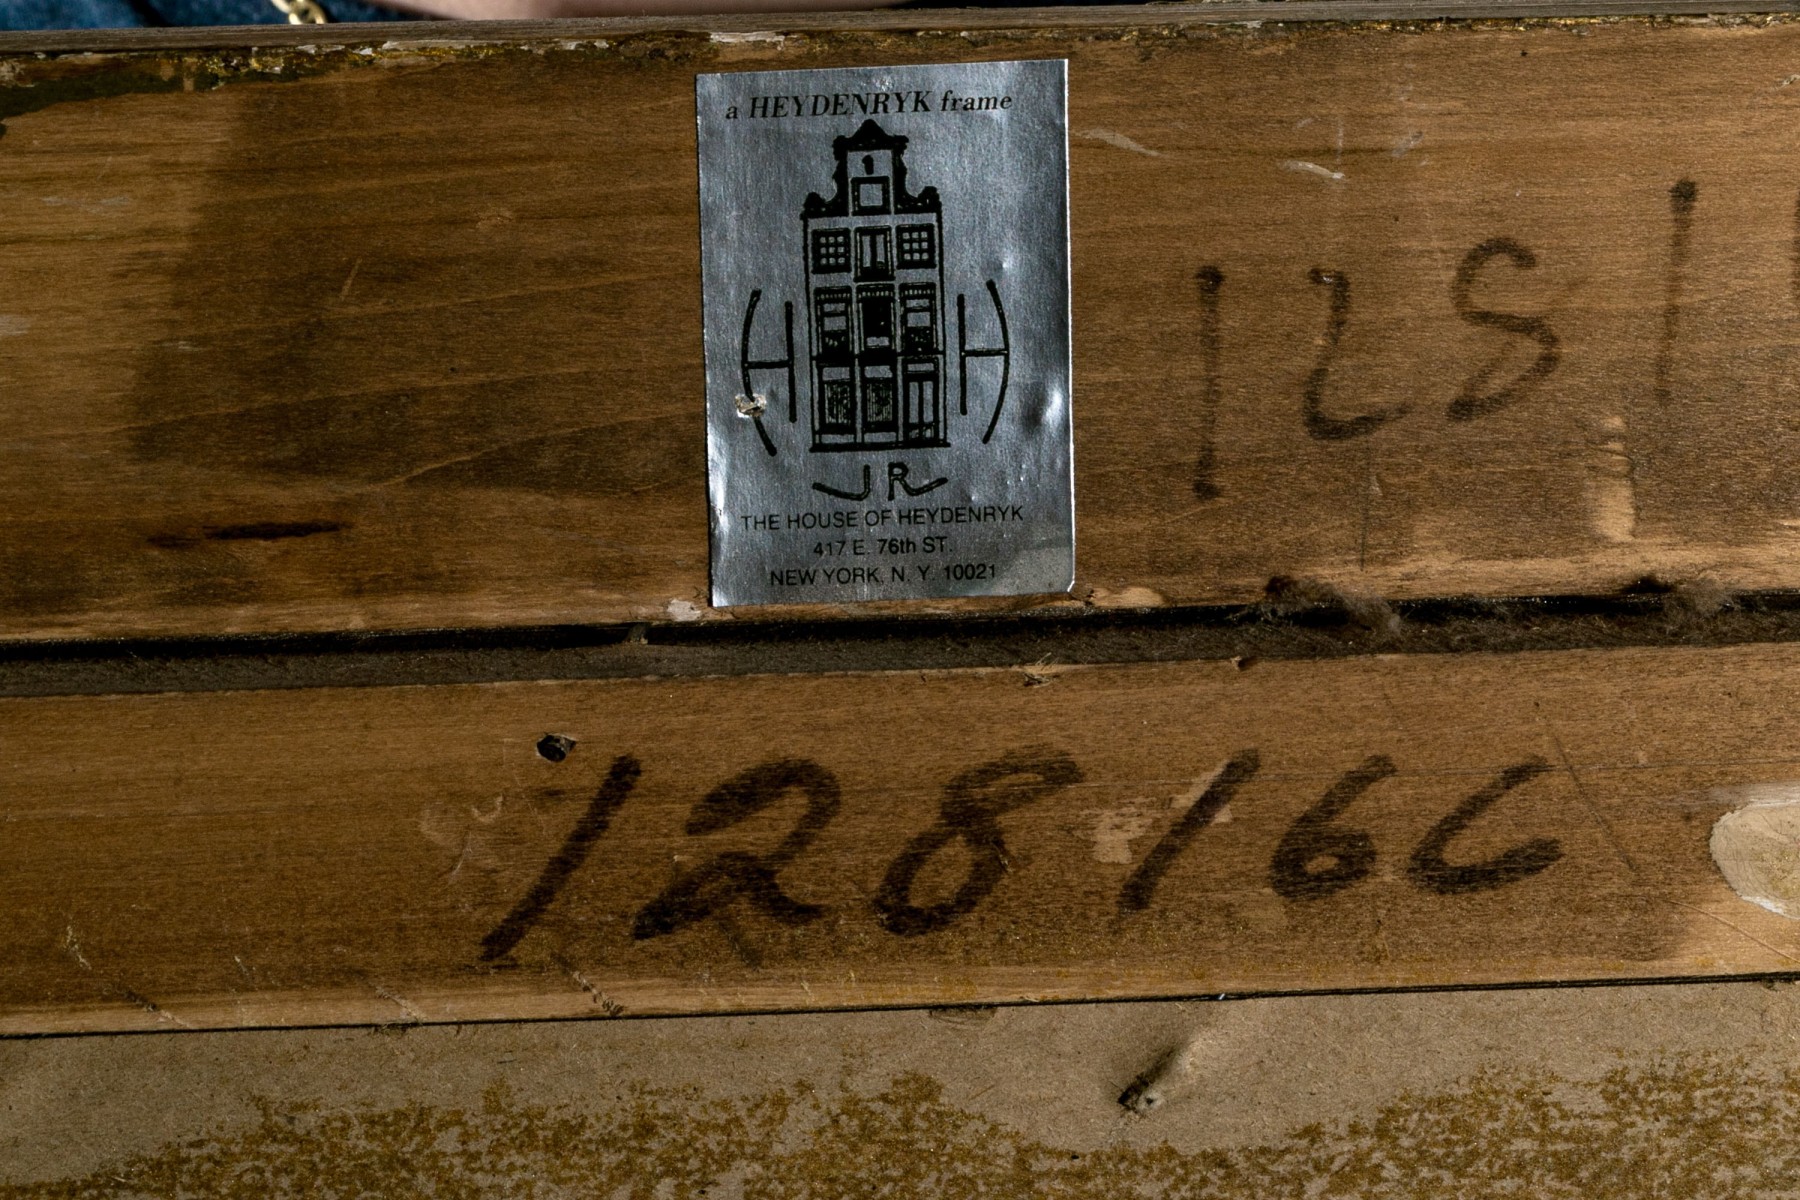 a HEYDENRYK frame
H H
JR
THE HOUSE OF HEYDENRYK
417 E. 76th ST.
NEW YORK, N. Y. 10021
128166